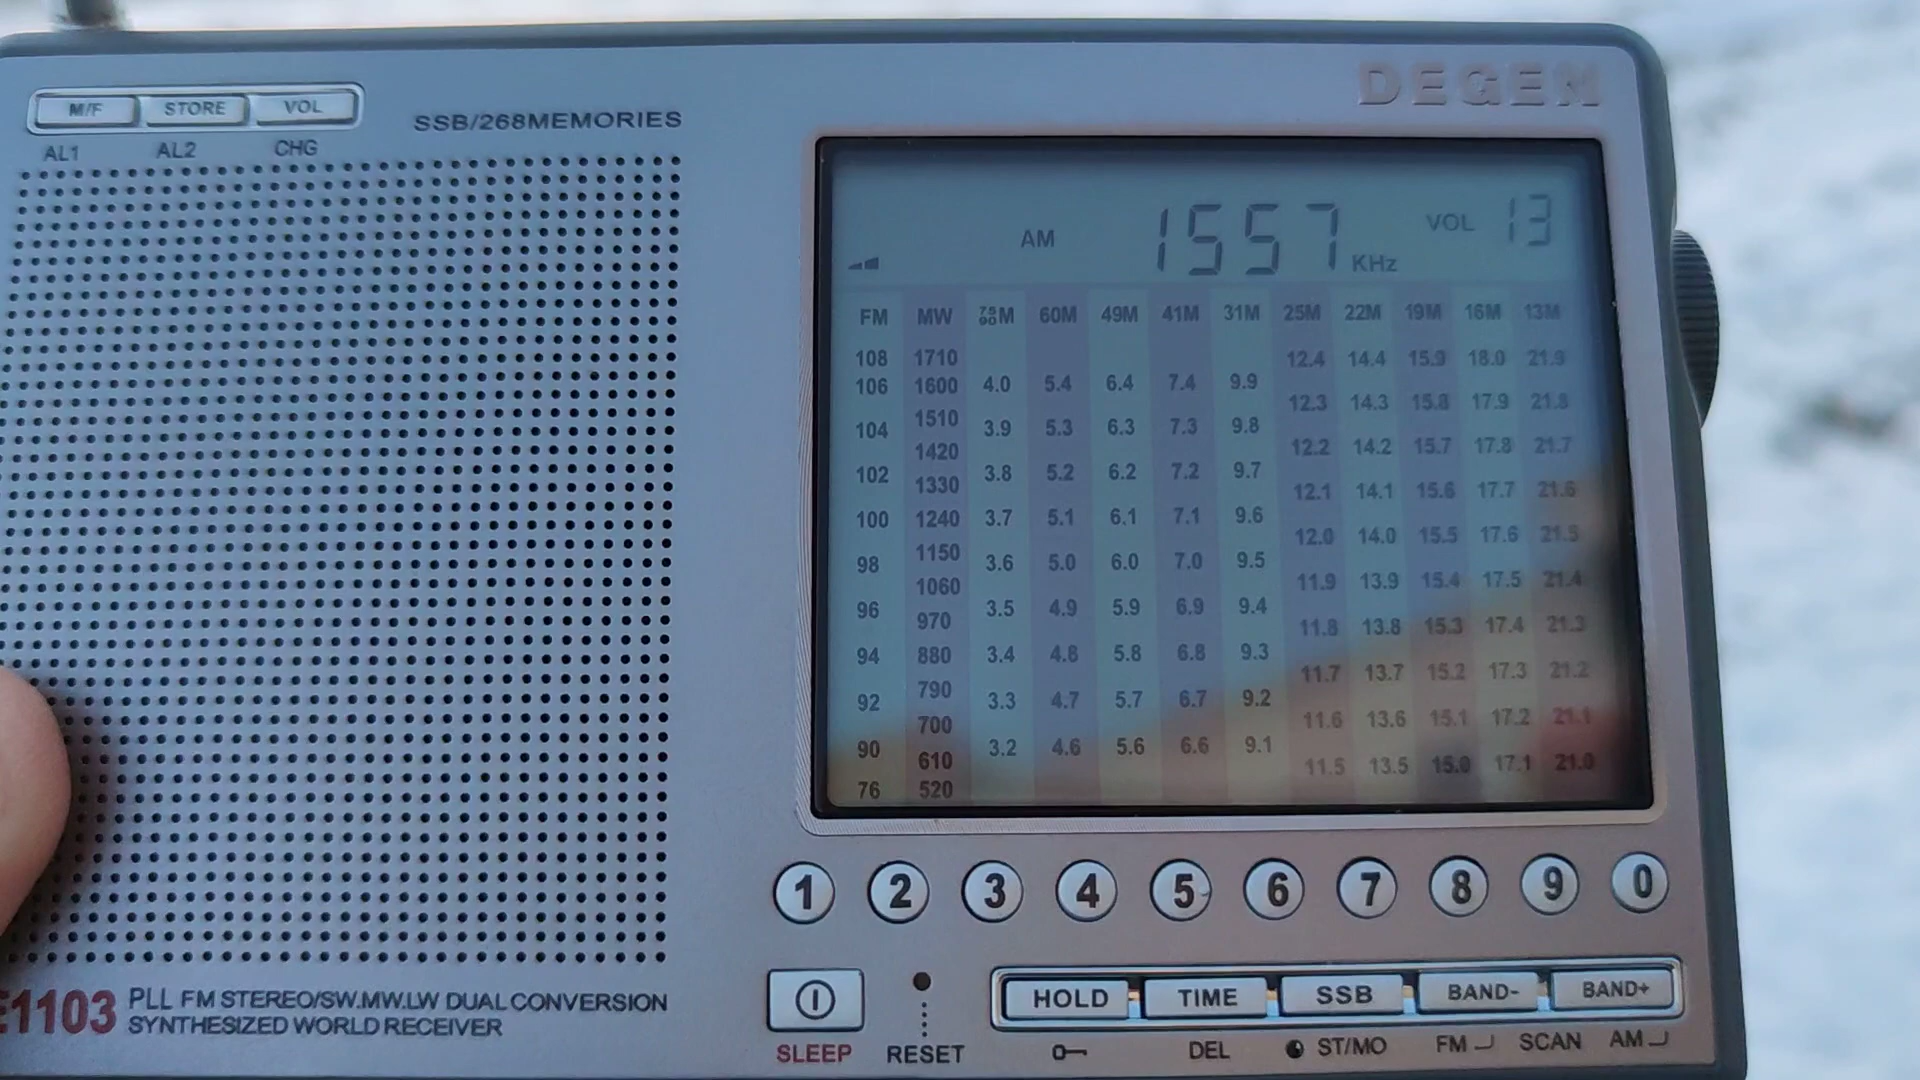 DEGEN
M/F STORE VOL
AL1 AL2 CHG
SSB/268MEMORIES
AM 1557 KHz VOL 13
FM MW 75 90 M 60M 49M 41M 31M 25M 22M 19M 16M 13M
108 1710 12.4 14.4 15.9 18.0 21.9
106 1600 4.0 5.4 6.4 7.4 9.9
1510 12.3 14.3 15.8 17.9 21.8
104 3.9 5.3 6.3 7.3 9.8
1420 12.2 14.2 15.7 17.8 21.7
102 1330 3.8 5.2 6.2 7.2 9.7
12.1 14.1 15.6 17.7 21.6
100 1240 3.7 5.1 6.1 7.1 9.6
1150 12.0 14.0 15.5 17.6 21.5
98 3.6 5.0 6.0 7.0 9.5
1060 11.9 13.9 15.4 17.5 21.4
96 970 3.5 4.9 5.9 6.9 9.4
11.8 13.8 15.3 17.4 21.3
94 880 3.4 4.8 5.8 6.8 9.3
790 11.7 13.7 15.2 17.3 21.2
92 3.3 4.7 5.7 6.7 9.2
700 11.6 13.6 15.1 17.2 21.1
90 610 3.2 4.6 5.6 6.6 9.1
11.5 13.5 15.0 17.1 21.0
76 520
1 2 3 4 5 6 7 8 9 0
HOLD TIME SSB BAND- BAND+
SLEEP RESET DEL ST/MO FM SCAN AM
E1103 PLL FM STEREO/SW.MW.LW DUAL CONVERSION
SYNTHESIZED WORLD RECEIVER